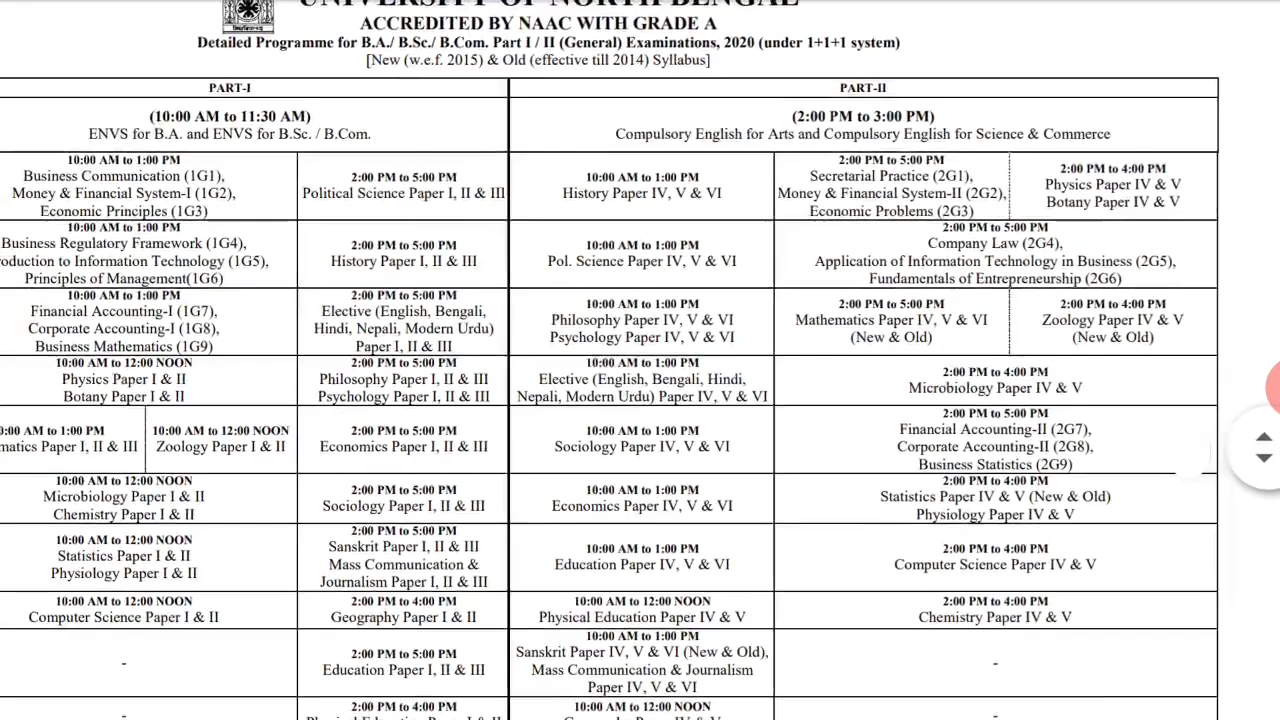 UNIVERSITY OF NORTH BENGAL
ACCREDITED BY NAAC WITH GRADE A
Detailed Programme for B.A./ B.Sc./ B.Com. Part I / II (General) Examinations, 2020 (under 1+1+1 system)
[New (w.e.f. 2015) & Old (effective till 2014) Syllabus]
PART-I
PART-II
(10:00 AM to 11:30 AM)
ENVS for B.A. and ENVS for B.Sc. / B.Com.
(2:00 PM to 3:00 PM)
Compulsory English for Arts and Compulsory English for Science & Commerce
10:00 AM to 1:00 PM
Business Communication (1G1),
Money & Financial System-I (1G2),
Economic Principles (1G3)
2:00 PM to 5:00 PM
Political Science Paper I, II & III
10:00 AM to 1:00 PM
History Paper IV, V & VI
2:00 PM to 5:00 PM
Secretarial Practice (2G1),
Money & Financial System-II (2G2),
Economic Problems (2G3)
2:00 PM to 4:00 PM
Physics Paper IV & V
Botany Paper IV & V
10:00 AM to 1:00 PM
Business Regulatory Framework (1G4),
roduction to Information Technology (1G5),
Principles of Management(1G6)
2:00 PM to 5:00 PM
History Paper I, II & III
10:00 AM to 1:00 PM
Pol. Science Paper IV, V & VI
2:00 PM to 5:00 PM
Company Law (2G4),
Application of Information Technology in Business (2G5),
Fundamentals of Entrepreneurship (2G6)
10:00 AM to 1:00 PM
Financial Accounting-I (1G7),
Corporate Accounting-I (1G8),
Business Mathematics (1G9)
2:00 PM to 5:00 PM
Elective (English, Bengali,
Hindi, Nepali, Modern Urdu)
Paper I, II & III
10:00 AM to 1:00 PM
Philosophy Paper IV, V & VI
Psychology Paper IV, V & VI
2:00 PM to 5:00 PM
Mathematics Paper IV, V & VI
(New & Old)
2:00 PM to 4:00 PM
Zoology Paper IV & V
(New & Old)
10:00 AM to 12:00 NOON
Physics Paper I & II
Botany Paper I & II
2:00 PM to 5:00 PM
Philosophy Paper I, II & III
Psychology Paper I, II & III
10:00 AM to 1:00 PM
Elective (English, Bengali, Hindi,
Nepali, Modern Urdu) Paper IV, V & VI
2:00 PM to 4:00 PM
Microbiology Paper IV & V
0:00 AM to 1:00 PM
matics Paper I, II & III
10:00 AM to 12:00 NOON
Zoology Paper I & II
2:00 PM to 5:00 PM
Economics Paper I, II & III
10:00 AM to 1:00 PM
Sociology Paper IV, V & VI
2:00 PM to 5:00 PM
Financial Accounting-II (2G7),
Corporate Accounting-II (2G8),
Business Statistics (2G9)
10:00 AM to 12:00 NOON
Microbiology Paper I & II
Chemistry Paper I & II
2:00 PM to 5:00 PM
Sociology Paper I, II & III
10:00 AM to 1:00 PM
Economics Paper IV, V & VI
2:00 PM to 4:00 PM
Statistics Paper IV & V (New & Old)
Physiology Paper IV & V
10:00 AM to 12:00 NOON
Statistics Paper I & II
Physiology Paper I & II
2:00 PM to 5:00 PM
Sanskrit Paper I, II & III
Mass Communication &
Journalism Paper I, II & III
10:00 AM to 1:00 PM
Education Paper IV, V & VI
2:00 PM to 4:00 PM
Computer Science Paper IV & V
10:00 AM to 12:00 NOON
Computer Science Paper I & II
2:00 PM to 4:00 PM
Geography Paper I & II
10:00 AM to 12:00 NOON
Physical Education Paper IV & V
2:00 PM to 4:00 PM
Chemistry Paper IV & V
-
2:00 PM to 5:00 PM
Education Paper I, II & III
10:00 AM to 1:00 PM
Sanskrit Paper IV, V & VI (New & Old),
Mass Communication & Journalism
Paper IV, V & VI
-
-
2:00 PM to 4:00 PM
Physical Education Paper I & II
10:00 AM to 12:00 NOON
Geography Paper IV & V
-